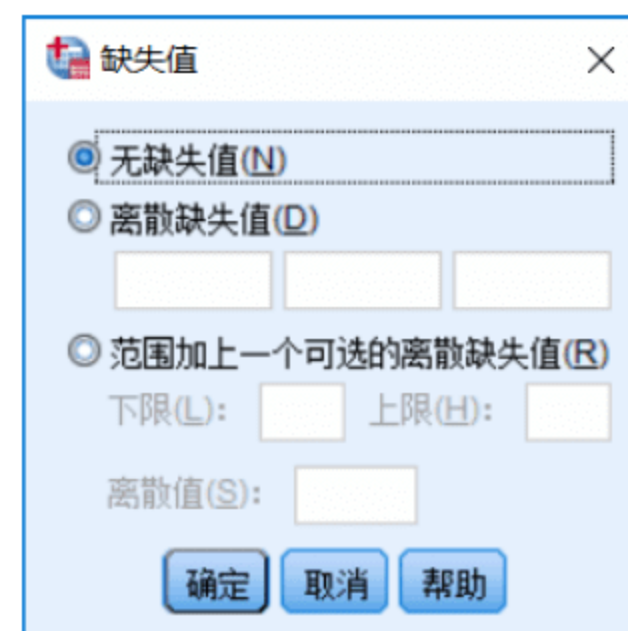 缺失值
无缺失值(N)
离散缺失值(D)
范围加上一个可选的离散缺失值(R)
下限(L): 上限(H):
离散值(S):
确定 取消 帮助